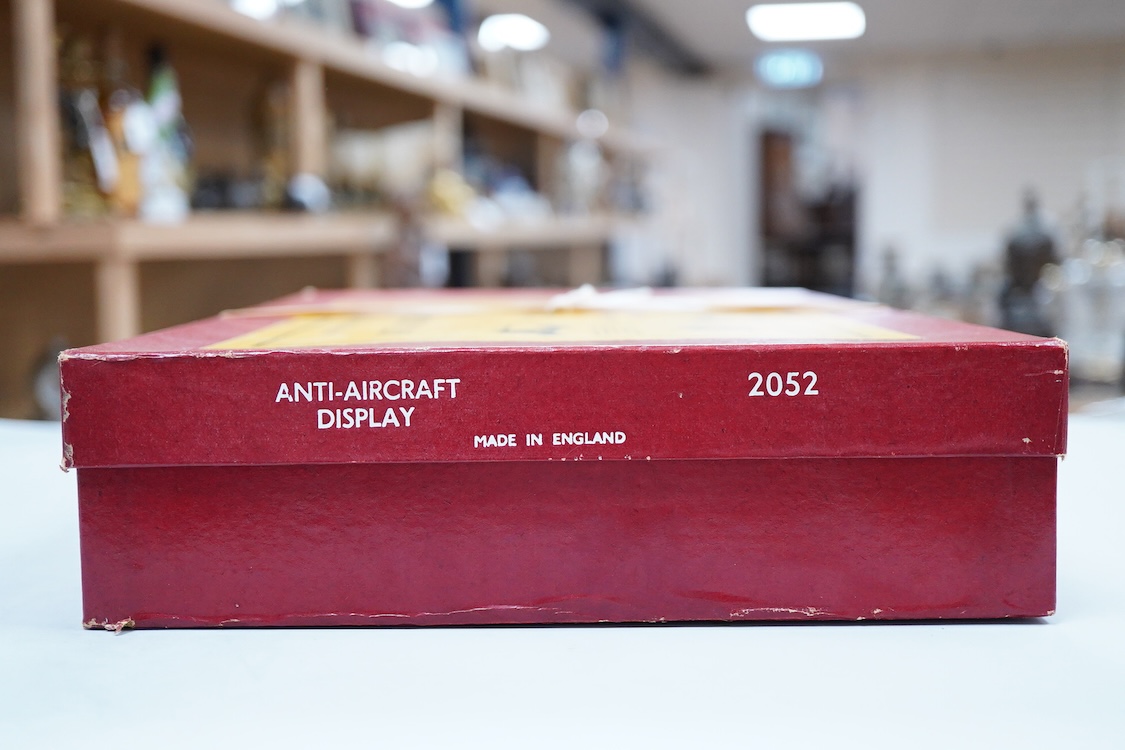 ANTI-AIRCRAFT
DISPLAY
2052
MADE IN ENGLAND